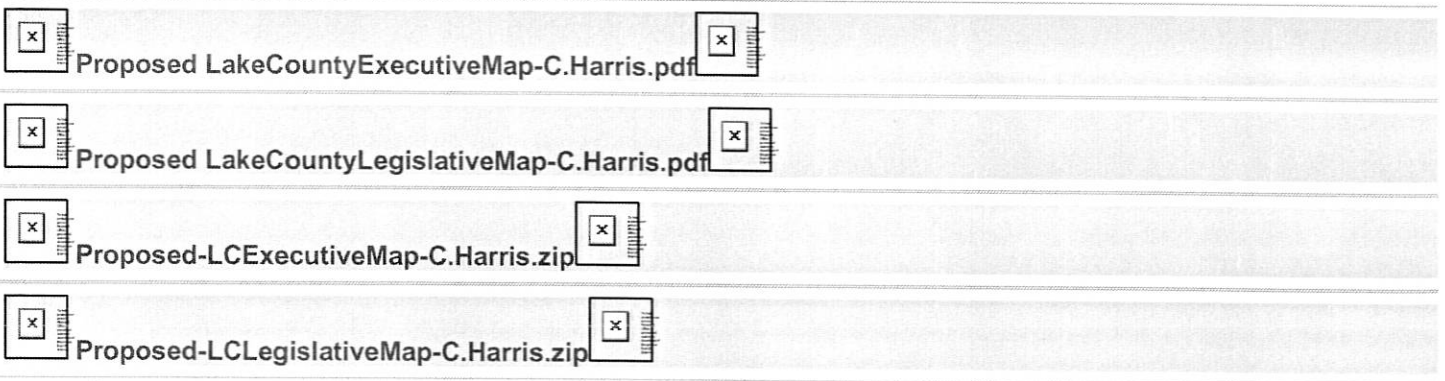 Proposed LakeCountyExecutiveMap-C.Harris.pdf
Proposed LakeCountyLegislativeMap-C.Harris.pdf
Proposed-LCExecutiveMap-C.Harris.zip
Proposed-LCLegislativeMap-C.Harris.zip